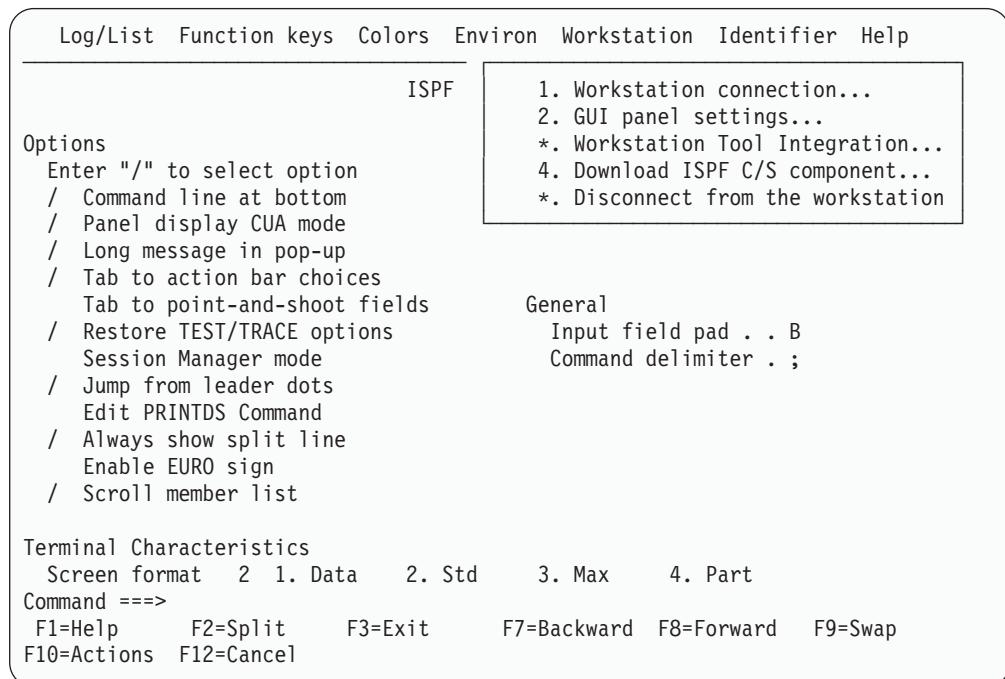 Log/List  Function keys  Colors  Environ  Workstation  Identifier  Help
ISPF
1. Workstation connection...
2. GUI panel settings...
Options
*. Workstation Tool Integration...
Enter "/" to select option
4. Download ISPF C/S component...
/  Command line at bottom
*. Disconnect from the workstation
/  Panel display CUA mode
/  Long message in pop-up
/  Tab to action bar choices
Tab to point-and-shoot fields        General
/  Restore TEST/TRACE options             Input field pad . . B
Session Manager mode                   Command delimiter . ;
/  Jump from leader dots
Edit PRINTDS Command
/  Always show split line
Enable EURO sign
/  Scroll member list
Terminal Characteristics
Screen format   2  1. Data    2. Std     3. Max     4. Part
Command ===>
F1=Help      F2=Split     F3=Exit       F7=Backward  F8=Forward   F9=Swap
F10=Actions  F12=Cancel